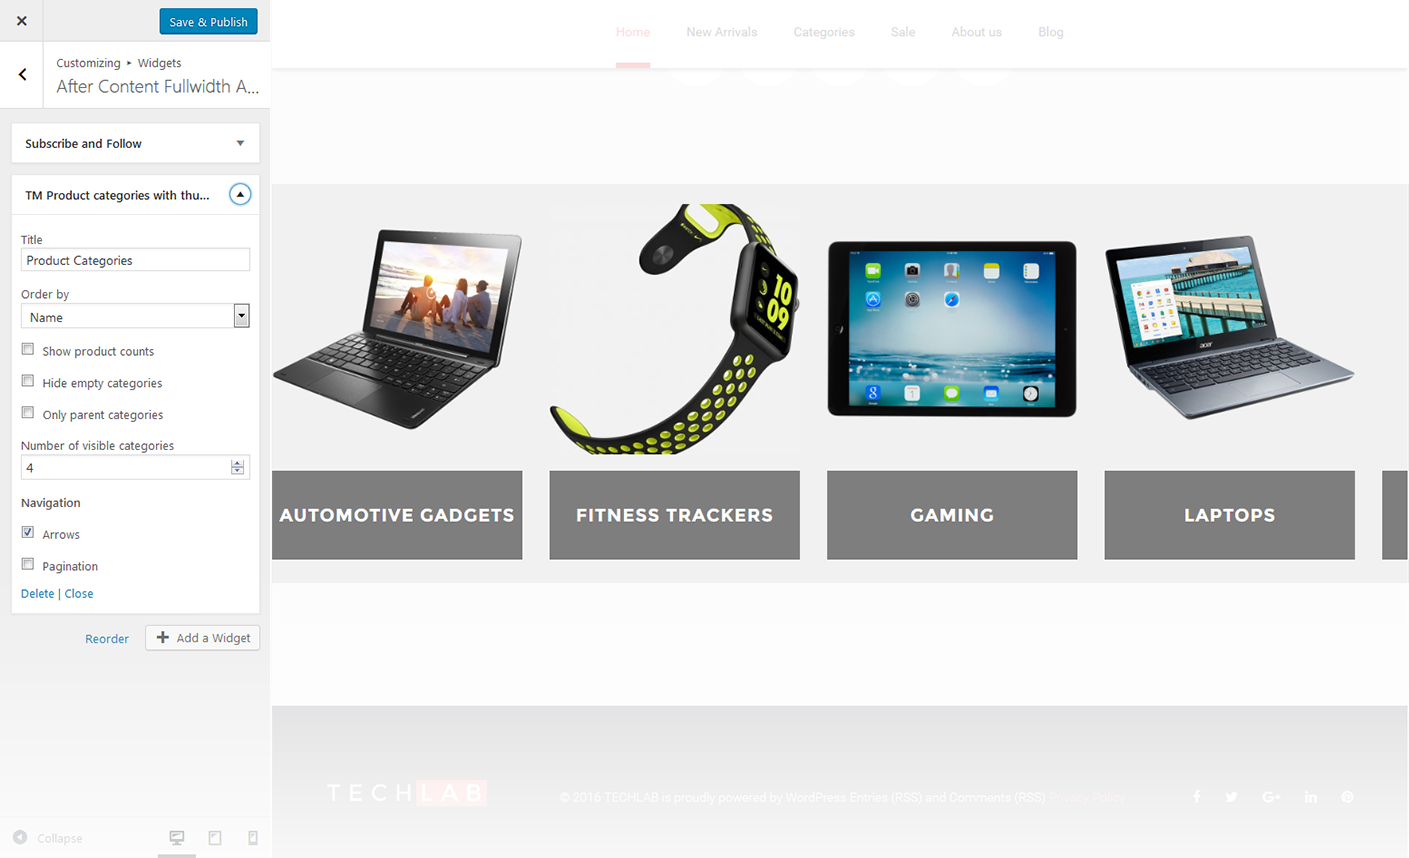 Save & Publish
Customizing ▸ Widgets
After Content Fullwidth A...
Subscribe and Follow
TM Product categories with thu...
Title
Product Categories
Order by
Name
Show product counts
Hide empty categories
Only parent categories
Number of visible categories
4
Navigation
Arrows
Pagination
Delete | Close
Reorder
Add a Widget
Collapse
Home New Arrivals Categories Sale About us Blog
10
09
acer
AUTOMOTIVE GADGETS
FITNESS TRACKERS
GAMING
LAPTOPS
TECHLAB
© 2016 TECHLAB is proudly powered by WordPress Entries (RSS) and Comments (RSS) Privacy Policy